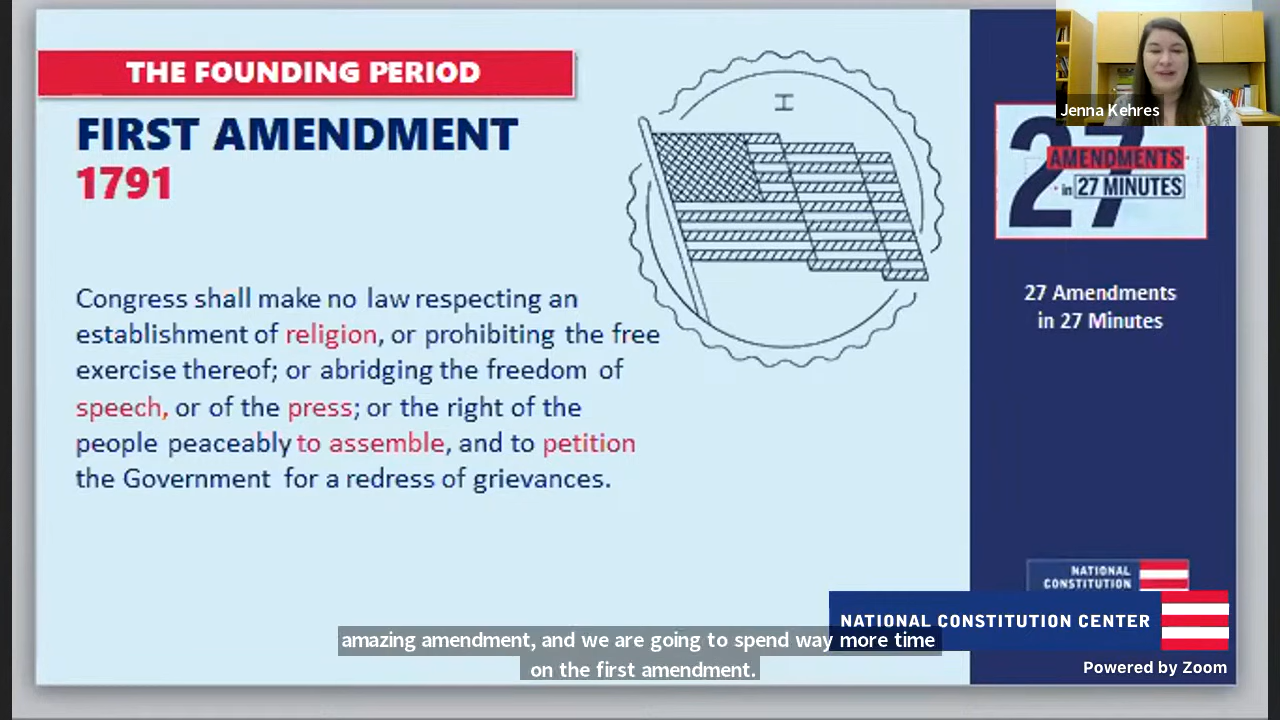 THE FOUNDING PERIOD
FIRST AMENDMENT
1791
I
Congress shall make no law respecting an
establishment of religion, or prohibiting the free
exercise thereof; or abridging the freedom of
speech, or of the press; or the right of the
people peaceably to assemble, and to petition
the Government for a redress of grievances.
Jenna Kehres
27
AMENDMENTS
in 27 MINUTES
27 Amendments
in 27 Minutes
NATIONAL
CONSTITUTION
NATIONAL CONSTITUTION CENTER
amazing amendment, and we are going to spend way more time
on the first amendment.
Powered by Zoom